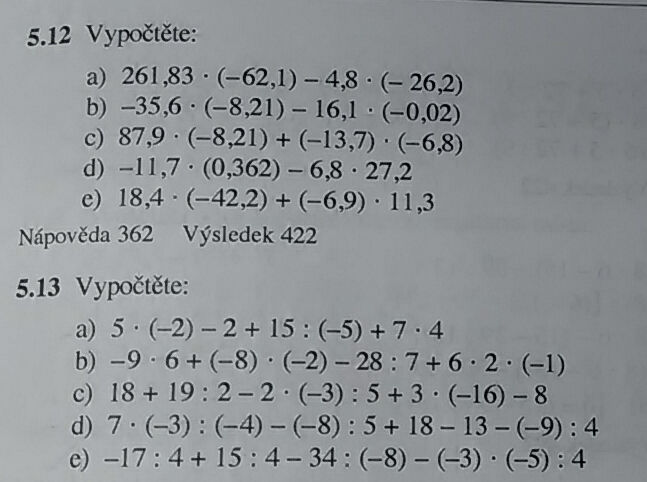 5.12 Vypočtěte:
a) 261,83 · (–62,1) – 4,8 · (– 26,2)
b) –35,6 · (–8,21) – 16,1 · (–0,02)
c) 87,9 · (–8,21) + (–13,7) · (–6,8)
d) –11,7 · (0,362) – 6,8 · 27,2
e) 18,4 · (–42,2) + (–6,9) · 11,3
Nápověda 362 Výsledek 422
5.13 Vypočtěte:
a) 5 · (–2) – 2 + 15 : (–5) + 7 · 4
b) –9 · 6 + (–8) · (–2) – 28 : 7 + 6 · 2 · (–1)
c) 18 + 19 : 2 – 2 · (–3) : 5 + 3 · (–16) – 8
d) 7 · (–3) : (–4) – (–8) : 5 + 18 – 13 – (–9) : 4
e) –17 : 4 + 15 : 4 – 34 : (–8) – (–3) · (–5) : 4